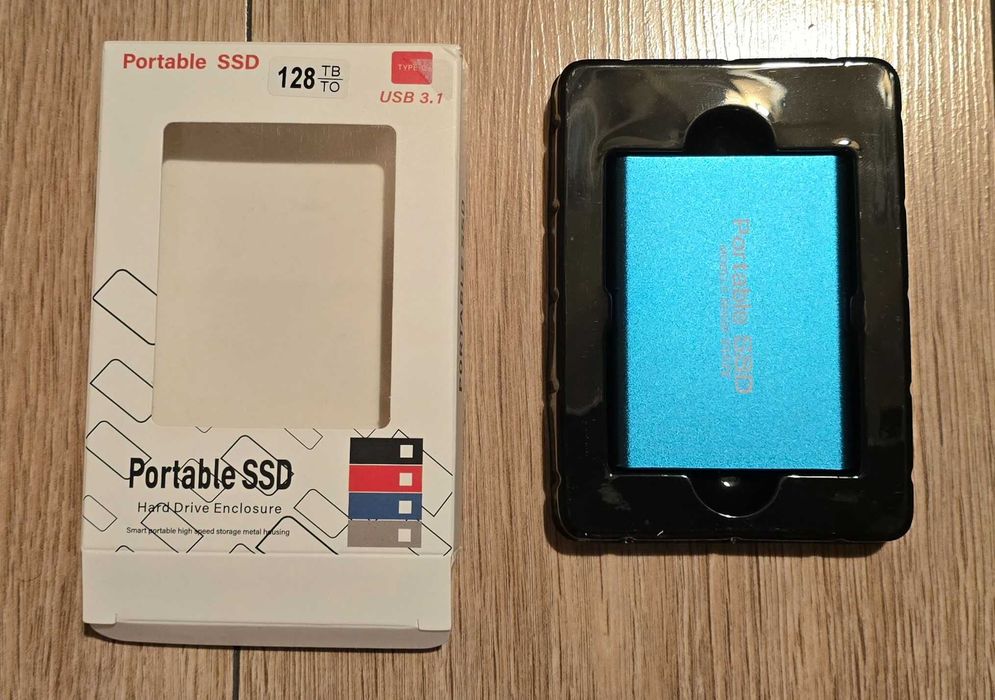 Portable SSD
128 TB
TO
TYPE-C
USB 3.1
Portable SSD
Hard Drive Enclosure
Smart portable high speed storage metal housing
Portable SSD